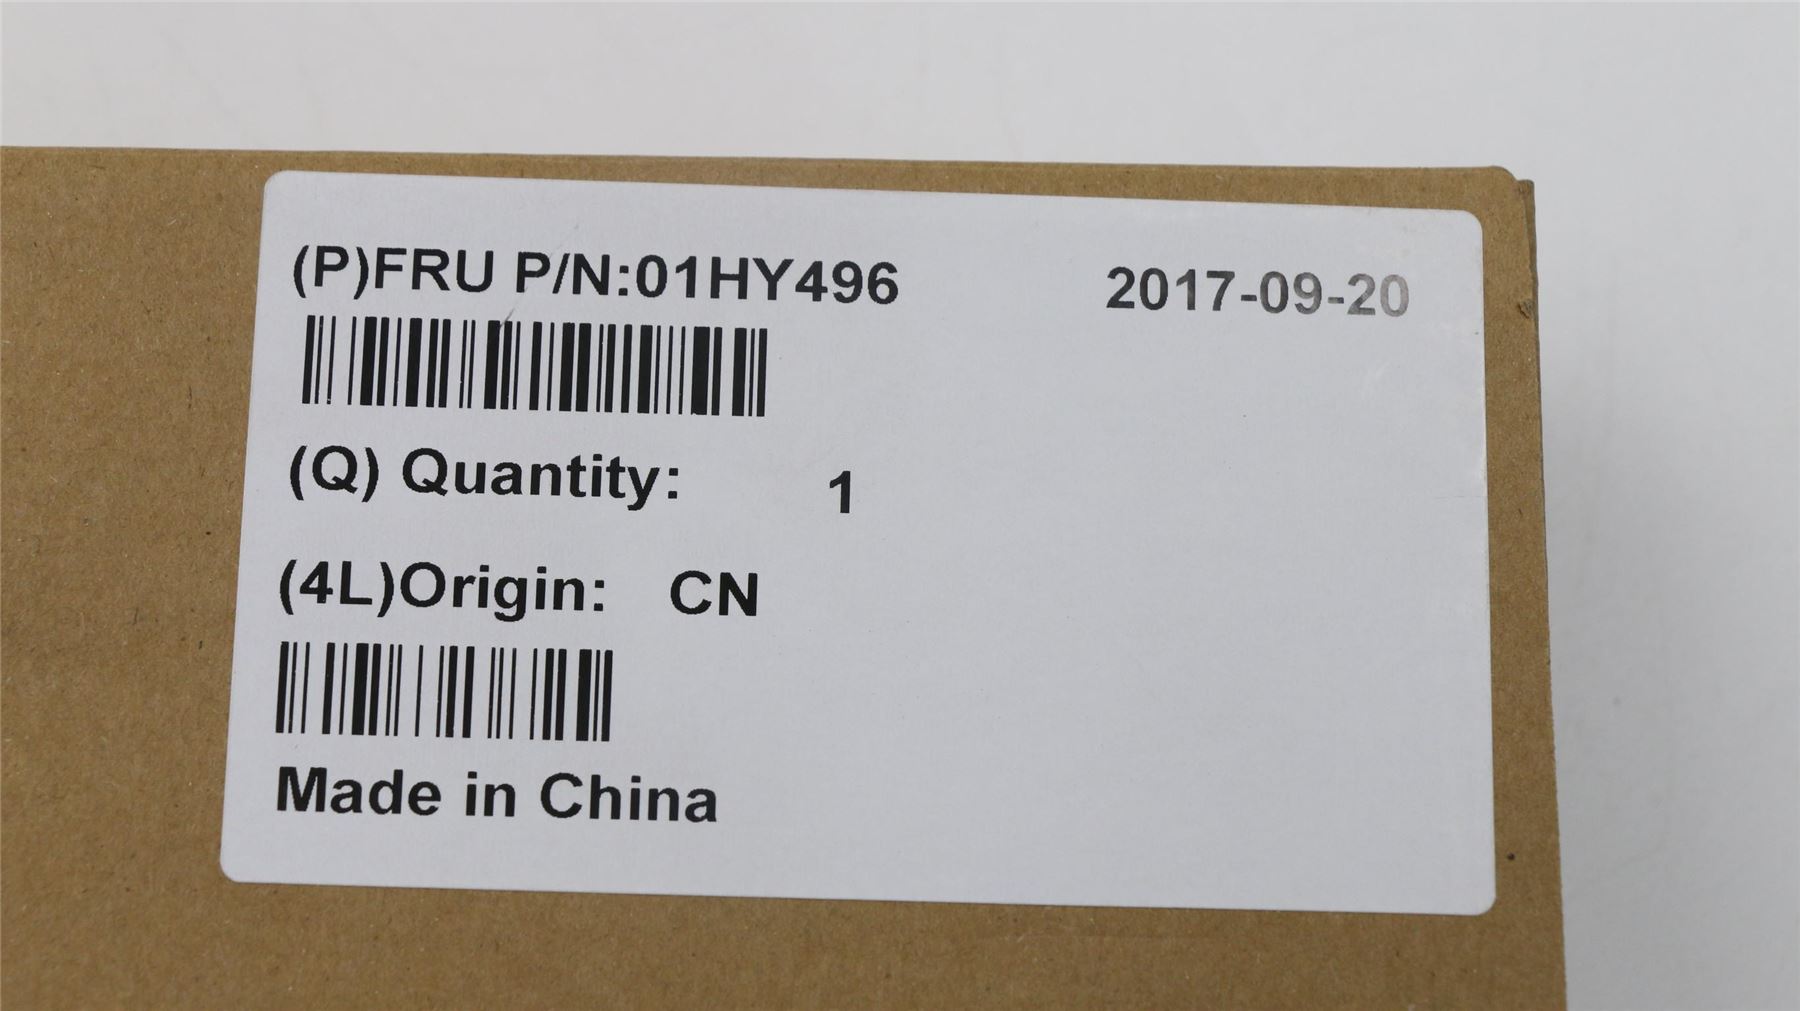 (P)FRU P/N:01HY496 2017-09-20
(Q) Quantity: 1
(4L)Origin: CN
Made in China